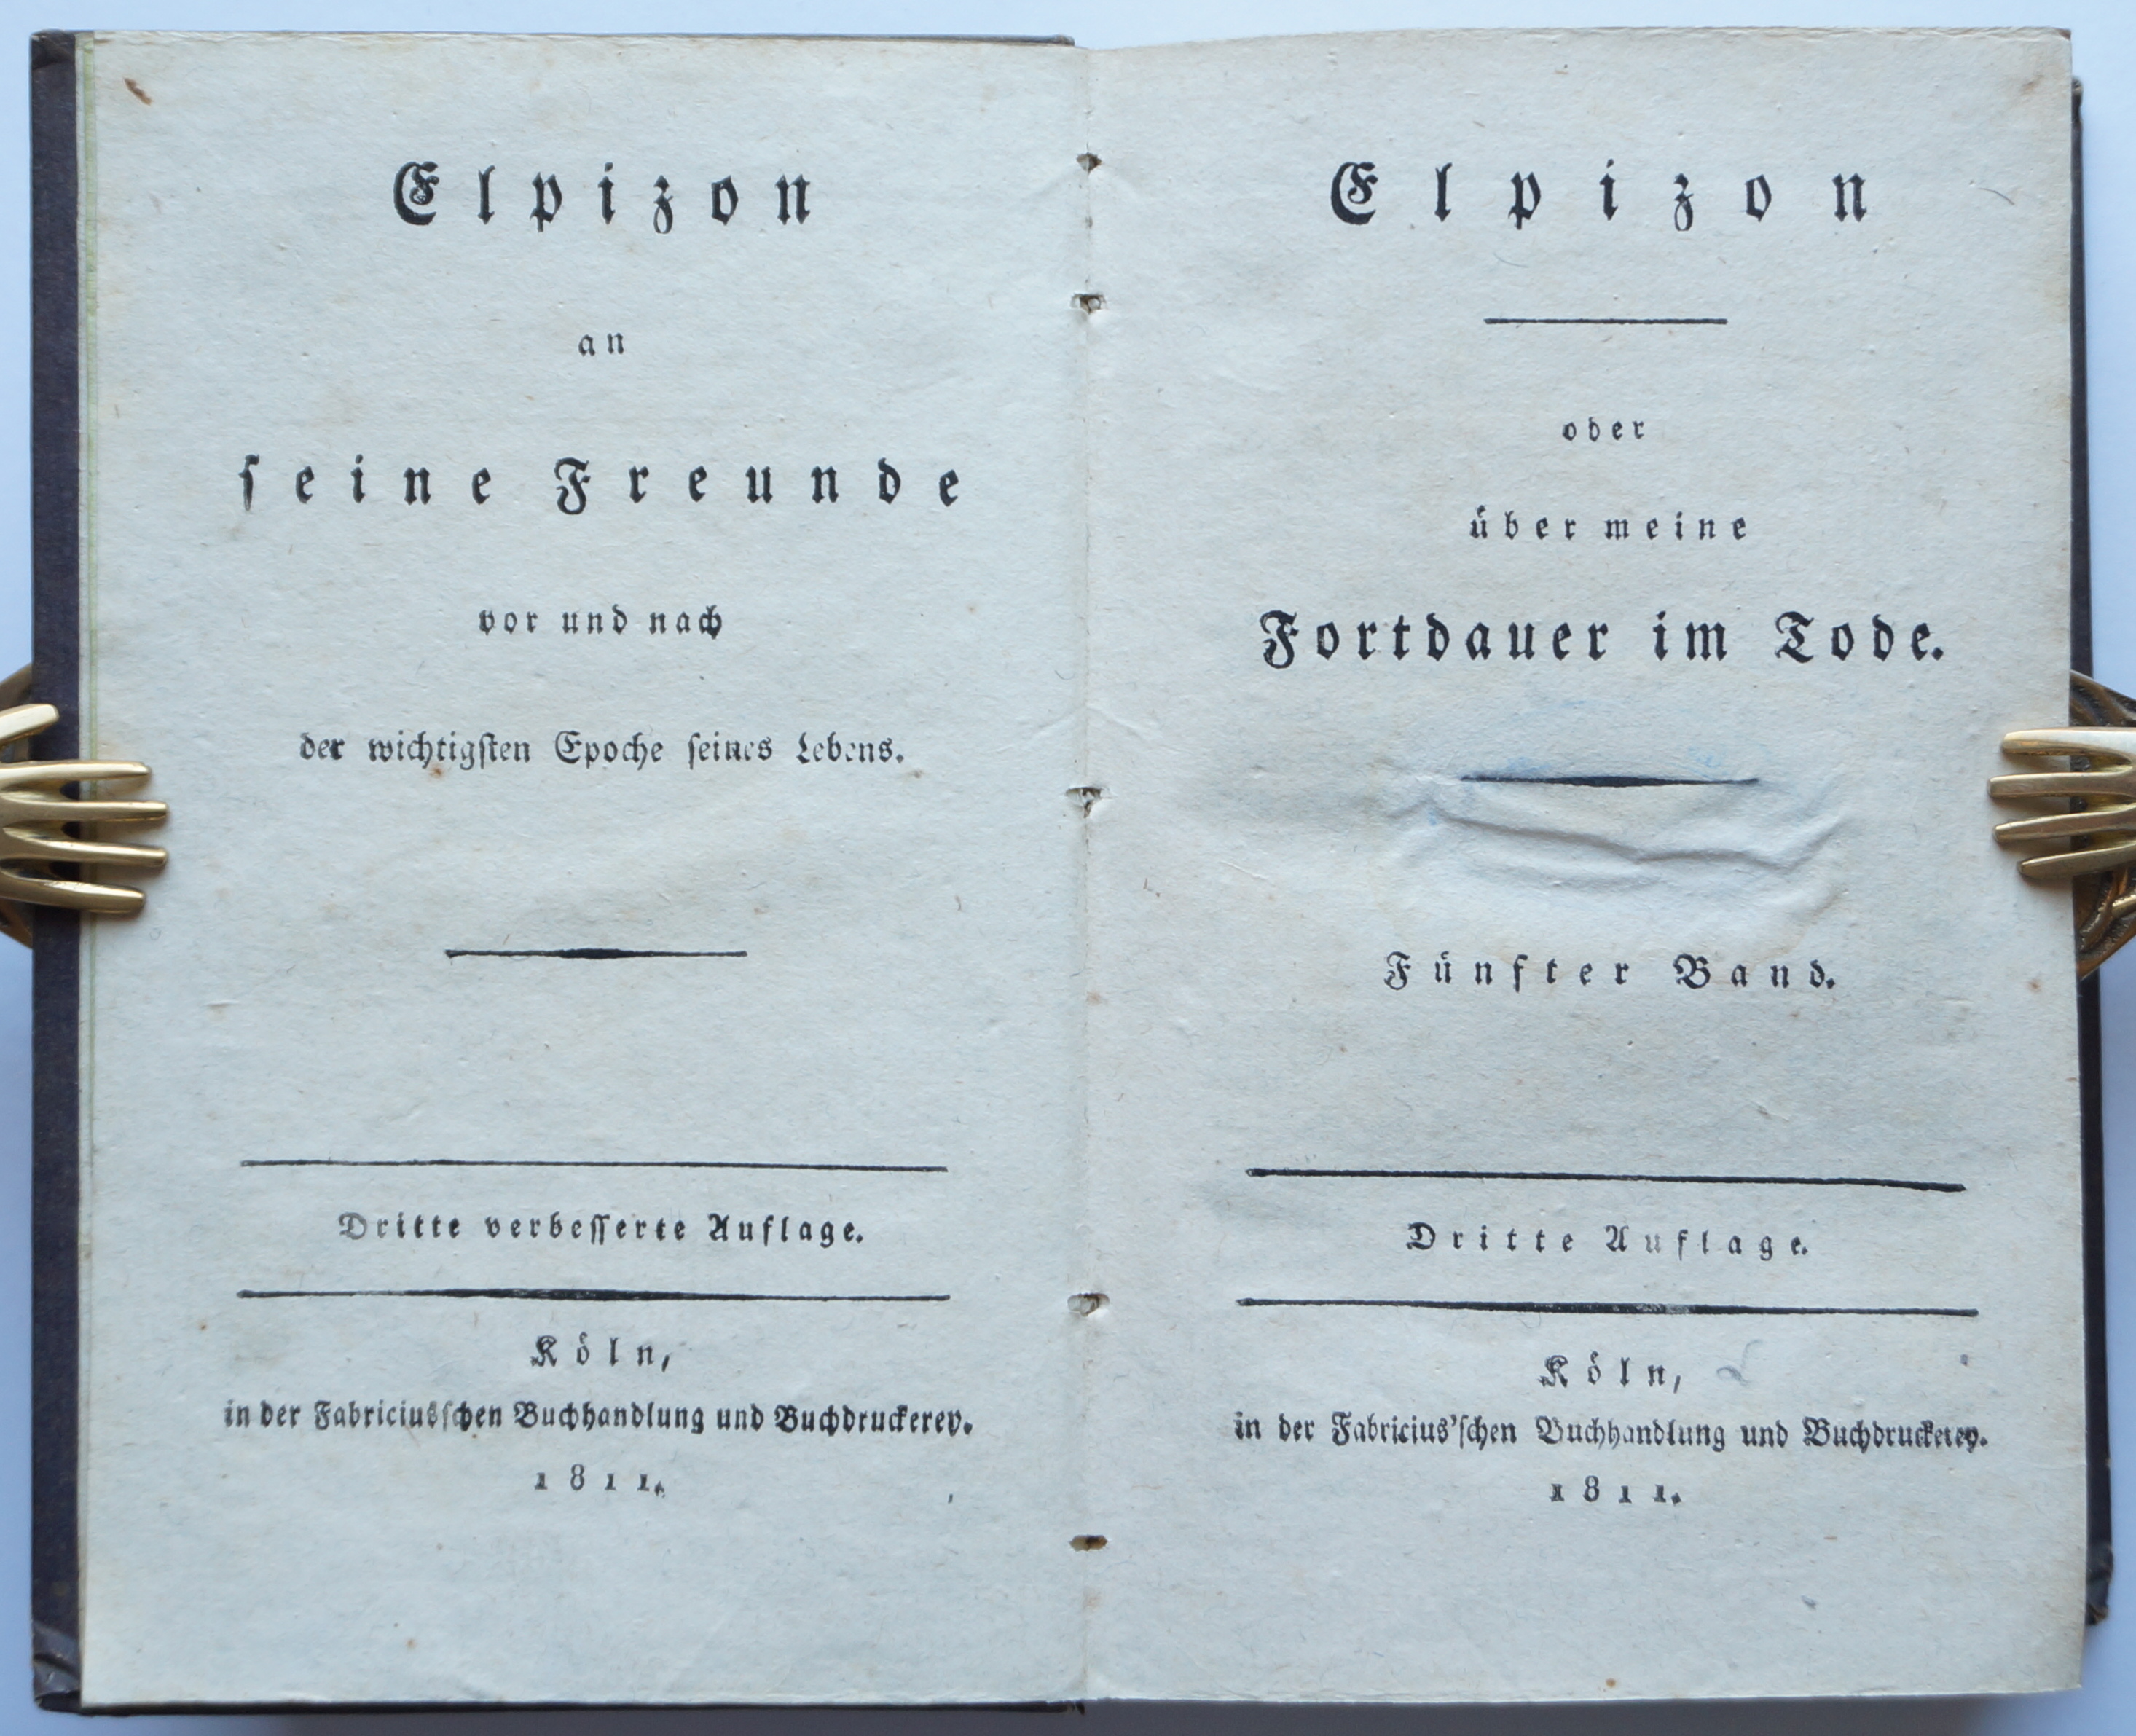 Elpizon
an
ſeine Freunde
vor und nach
der wichtigſten Epoche ſeines Lebens.
Dritte verbeſſerte Auflage.
Köln,
in der Fabriciusſchen Buchhandlung und Buchdruckerey.
1811.
Elpizon
oder
über meine
Fortdauer im Tode.
Fünfter Band.
Dritte Auflage.
Köln,
in der Fabricius'ſchen Buchhandlung und Buchdruckerey.
1811.